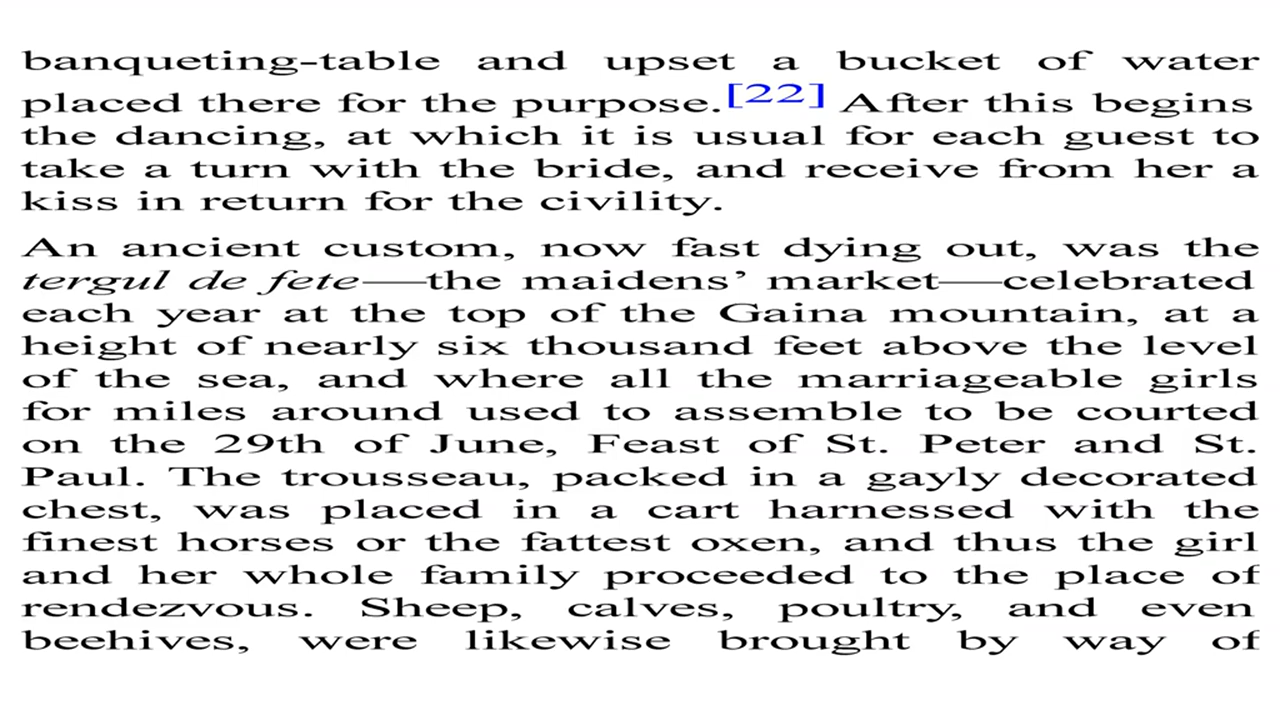 banqueting-table and upset a bucket of water
placed there for the purpose.[22] After this begins
the dancing, at which it is usual for each guest to
take a turn with the bride, and receive from her a
kiss in return for the civility.
An ancient custom, now fast dying out, was the
tergul de fete—the maidens’ market—celebrated
each year at the top of the Gaina mountain, at a
height of nearly six thousand feet above the level
of the sea, and where all the marriageable girls
for miles around used to assemble to be courted
on the 29th of June, Feast of St. Peter and St.
Paul. The trousseau, packed in a gayly decorated
chest, was placed in a cart harnessed with the
finest horses or the fattest oxen, and thus the girl
and her whole family proceeded to the place of
rendezvous. Sheep, calves, poultry, and even
beehives, were likewise brought by way of